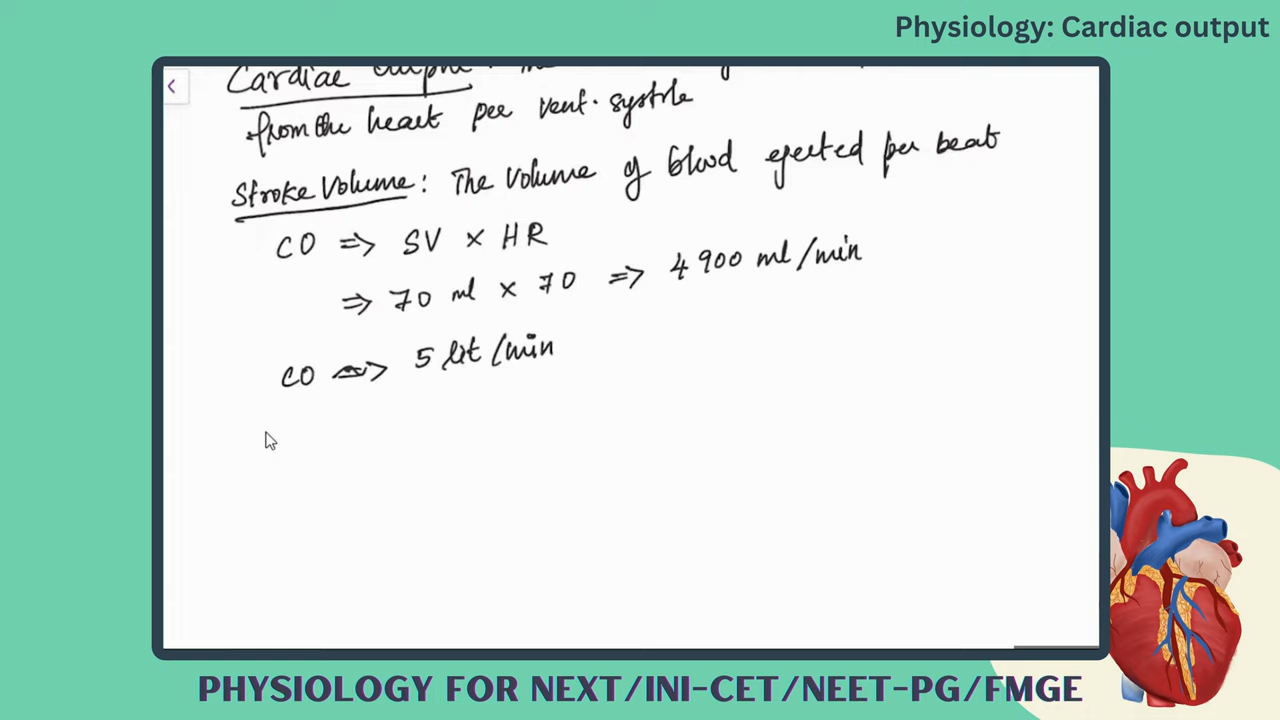 Physiology: Cardiac output
Cardiac output :
from the heart per vent. systole
Stroke Volume : The Volume of blood ejected per beat
CO => SV × HR
=> 70 ml × 70 => 4900 ml/min
CO => 5 lit/min
PHYSIOLOGY FOR NEXT/INI-CET/NEET-PG/FMGE